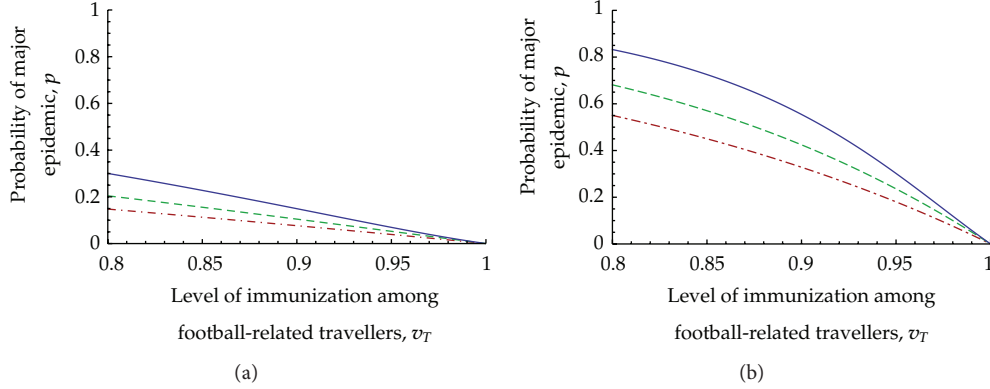 Probability of major
epidemic, p
1
0.8
0.6
0.4
0.2
0
0.8
0.85
0.9
0.95
1
Level of immunization among
football-related travellers, v_T
(a)
Probability of major
epidemic, p
1
0.8
0.6
0.4
0.2
0
0.8
0.85
0.9
0.95
1
Level of immunization among
football-related travellers, v_T
(b)